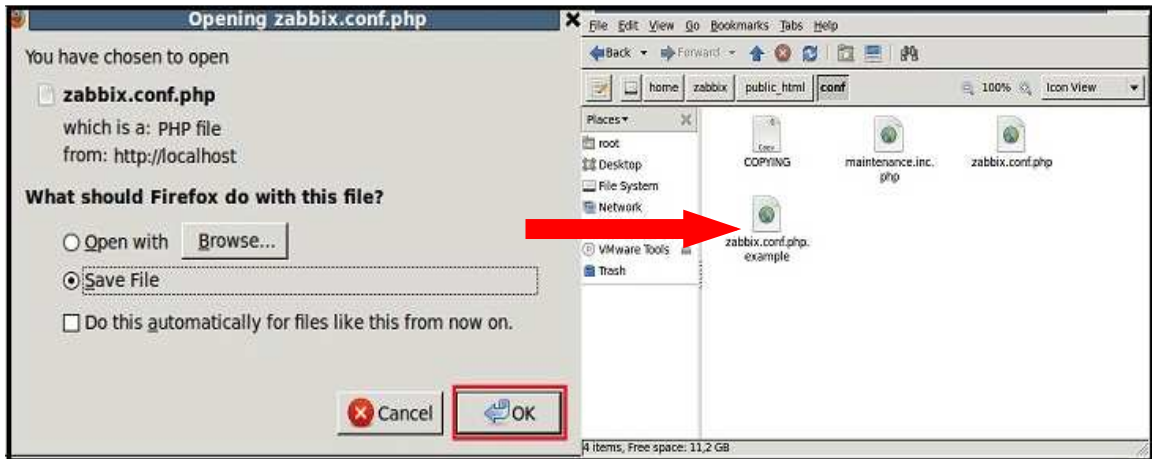 Opening zabbix.conf.php
You have chosen to open
zabbix.conf.php
which is a: PHP file
from: http://localhost
What should Firefox do with this file?
Open with Browse...
Save File
Do this automatically for files like this from now on.
Cancel OK
File Edit View Go Bookmarks Tabs Help
Back Forward
home zabbix public_html conf 100% Icon View
Places
root
Desktop
File System
Network
VMware Tools
Trash
Copy
COPYING
maintenance.inc.
php
zabbix.conf.php
zabbix.conf.php.
example
4 items, Free space: 11,2 GB